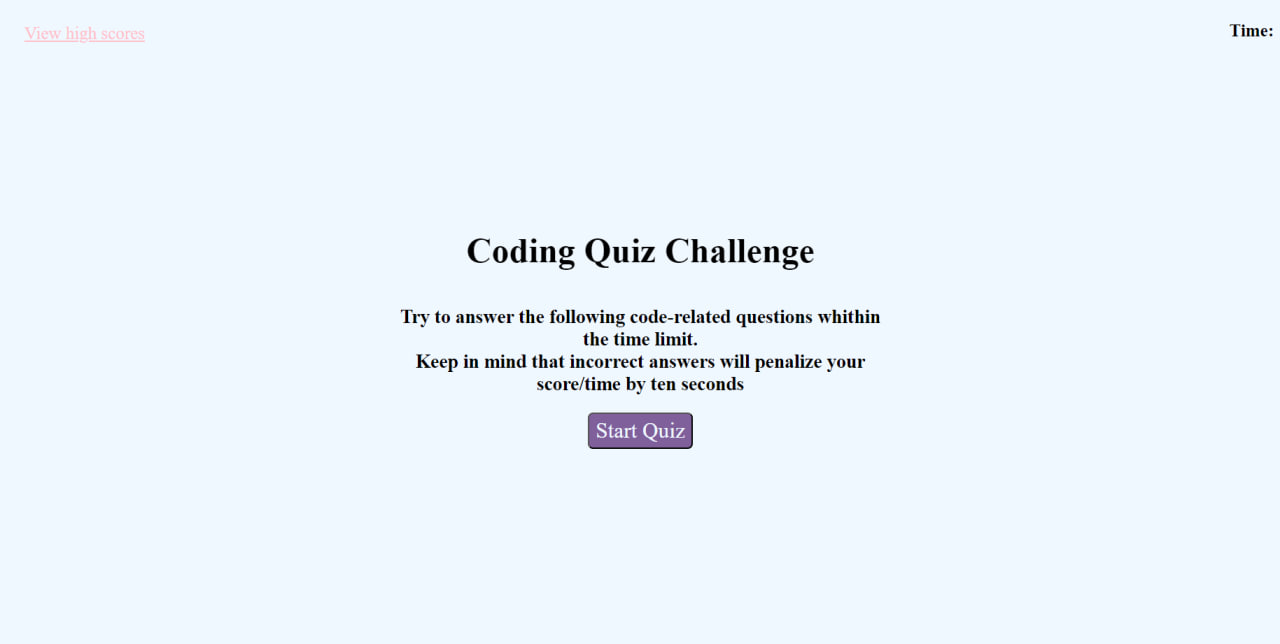 View high scores
Time:
Coding Quiz Challenge
Try to answer the following code-related questions whithin
the time limit.
Keep in mind that incorrect answers will penalize your
score/time by ten seconds
Start Quiz